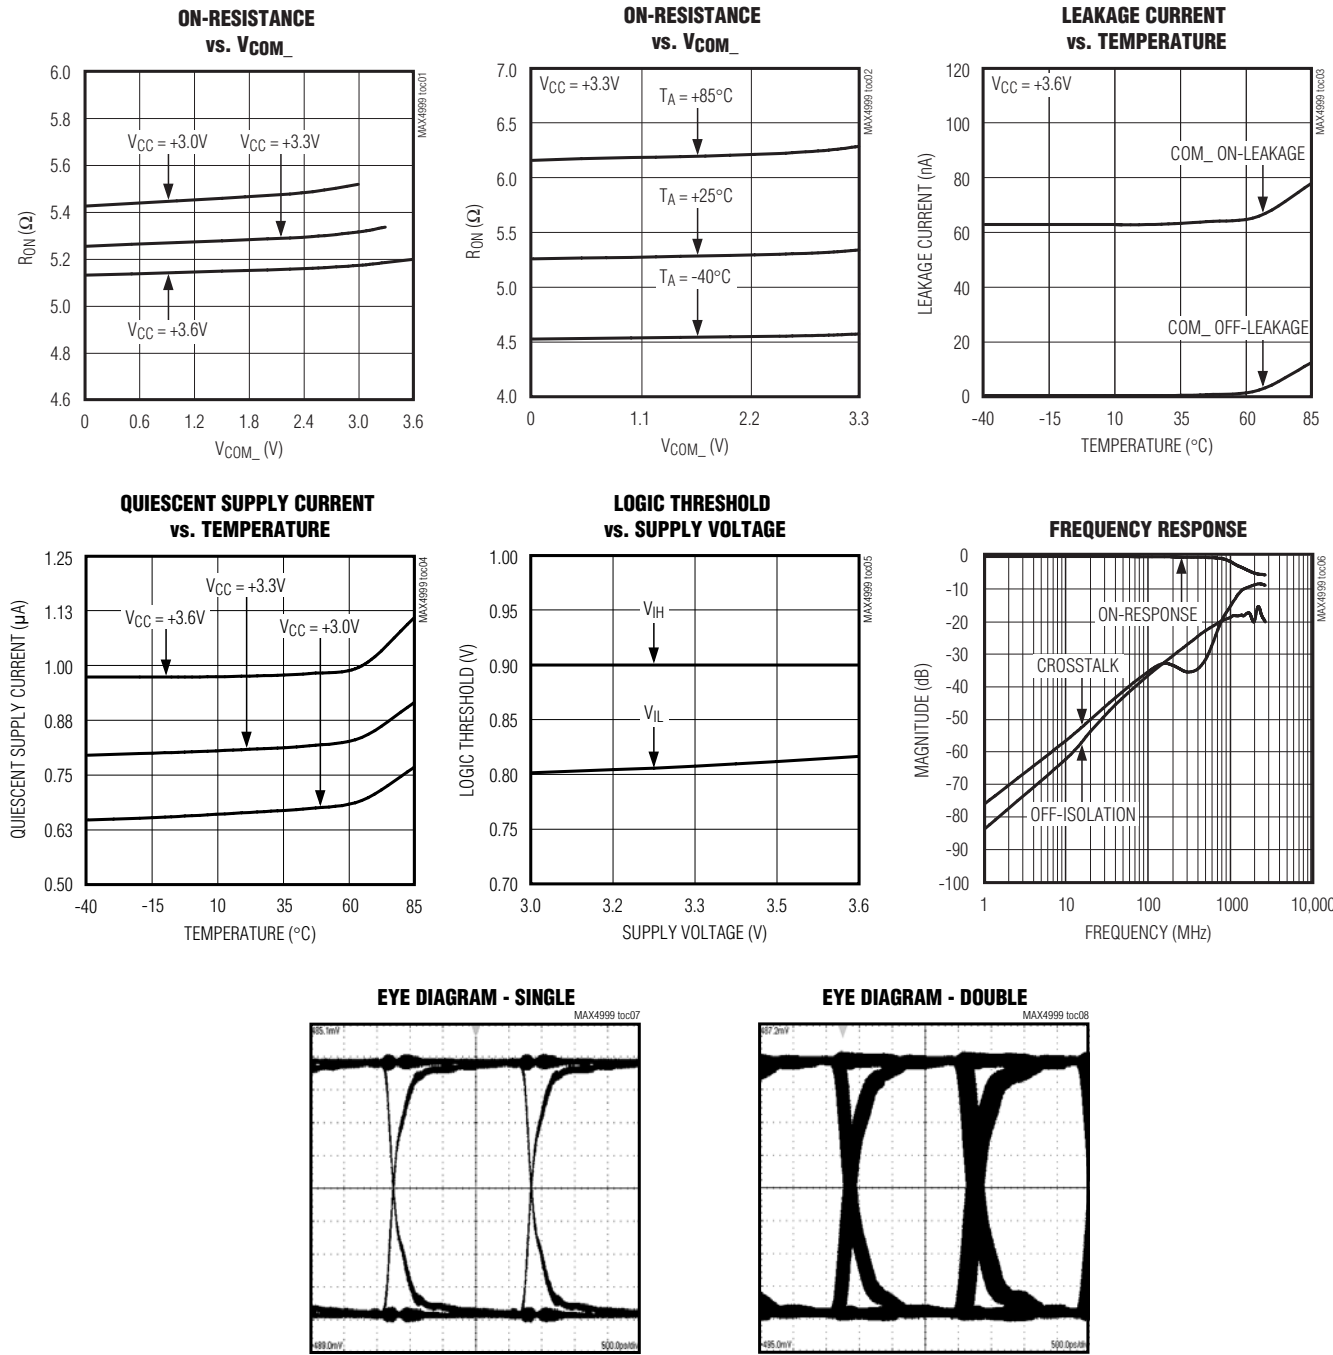 ON-RESISTANCE
vs. VCOM_
MAX4999 toc01
RON (Ω)
6.0
5.8
5.6
5.4
5.2
5.0
4.8
4.6
VCC = +3.0V
VCC = +3.3V
VCC = +3.6V
0 0.6 1.2 1.8 2.4 3.0 3.6
VCOM_ (V)
ON-RESISTANCE
vs. VCOM_
MAX4999 toc02
RON (Ω)
7.0
6.5
6.0
5.5
5.0
4.5
4.0
VCC = +3.3V
TA = +85°C
TA = +25°C
TA = -40°C
0 1.1 2.2 3.3
VCOM_ (V)
LEAKAGE CURRENT
vs. TEMPERATURE
MAX4999 toc03
LEAKAGE CURRENT (nA)
120
100
80
60
40
20
0
VCC = +3.6V
COM_ ON-LEAKAGE
COM_ OFF-LEAKAGE
-40 -15 10 35 60 85
TEMPERATURE (°C)
QUIESCENT SUPPLY CURRENT
vs. TEMPERATURE
MAX4999 toc04
QUIESCENT SUPPLY CURRENT (μA)
1.25
1.13
1.00
0.88
0.75
0.63
0.50
VCC = +3.3V
VCC = +3.6V
VCC = +3.0V
-40 -15 10 35 60 85
TEMPERATURE (°C)
LOGIC THRESHOLD
vs. SUPPLY VOLTAGE
MAX4999 toc05
LOGIC THRESHOLD (V)
1.00
0.95
0.90
0.85
0.80
0.75
0.70
VIH
VIL
3.0 3.2 3.3 3.5 3.6
SUPPLY VOLTAGE (V)
FREQUENCY RESPONSE
MAX4999 toc06
MAGNITUDE (dB)
0
-10
-20
-30
-40
-50
-60
-70
-80
-90
-100
ON-RESPONSE
CROSSTALK
OFF-ISOLATION
1 10 100 1000 10,000
FREQUENCY (MHz)
EYE DIAGRAM - SINGLE
MAX4999 toc07
485.1mV
-489.0mV
500.0ps/div
EYE DIAGRAM - DOUBLE
MAX4999 toc08
487.2mV
-495.0mV
500.0ps/div